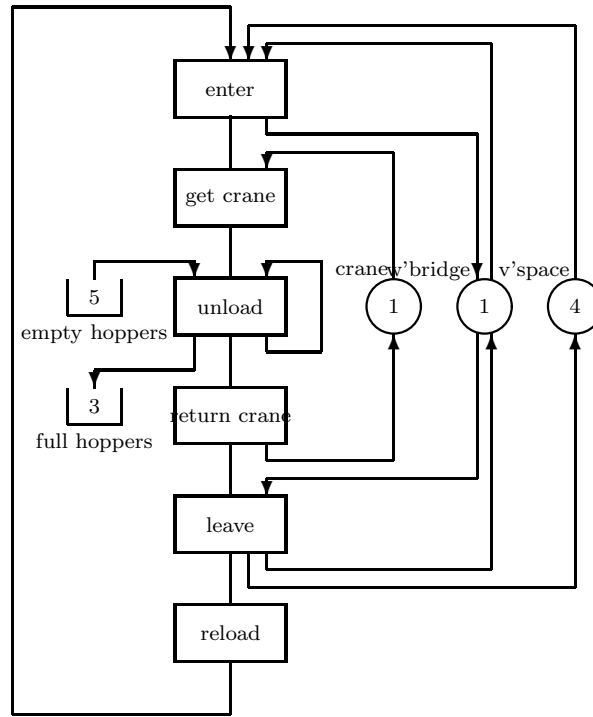 enter
get crane
crane
w'bridge
v'space
5
unload
1
1
4
empty hoppers
3
return crane
full hoppers
leave
reload